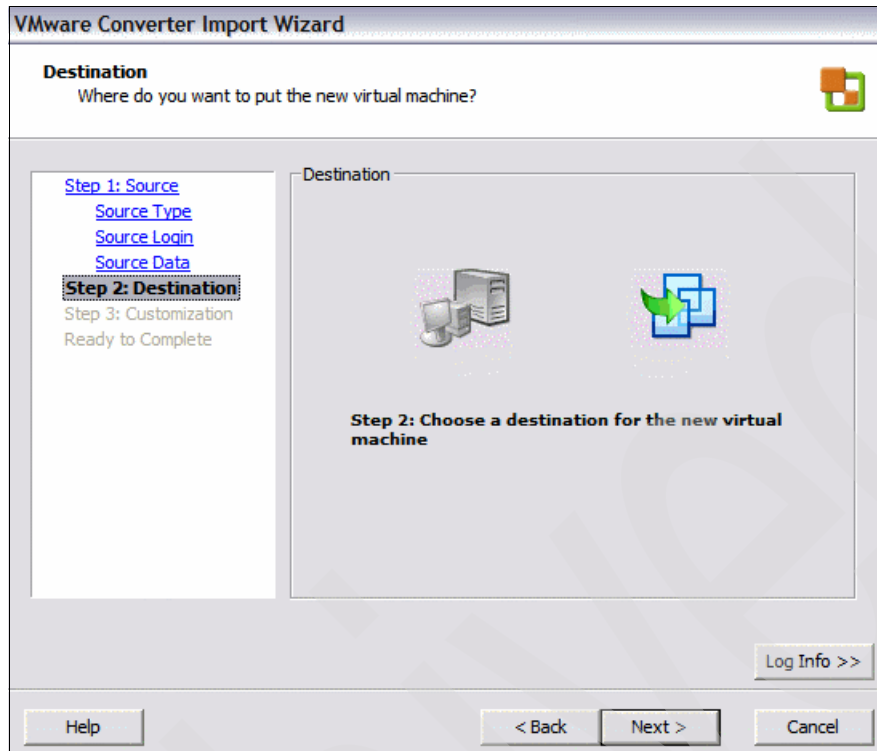 VMware Converter Import Wizard
Destination
Where do you want to put the new virtual machine?
Step 1: Source
Source Type
Source Login
Source Data
Step 2: Destination
Step 3: Customization
Ready to Complete
Destination
Step 2: Choose a destination for the new virtual
machine
Log Info >>
Help
< Back
Next >
Cancel